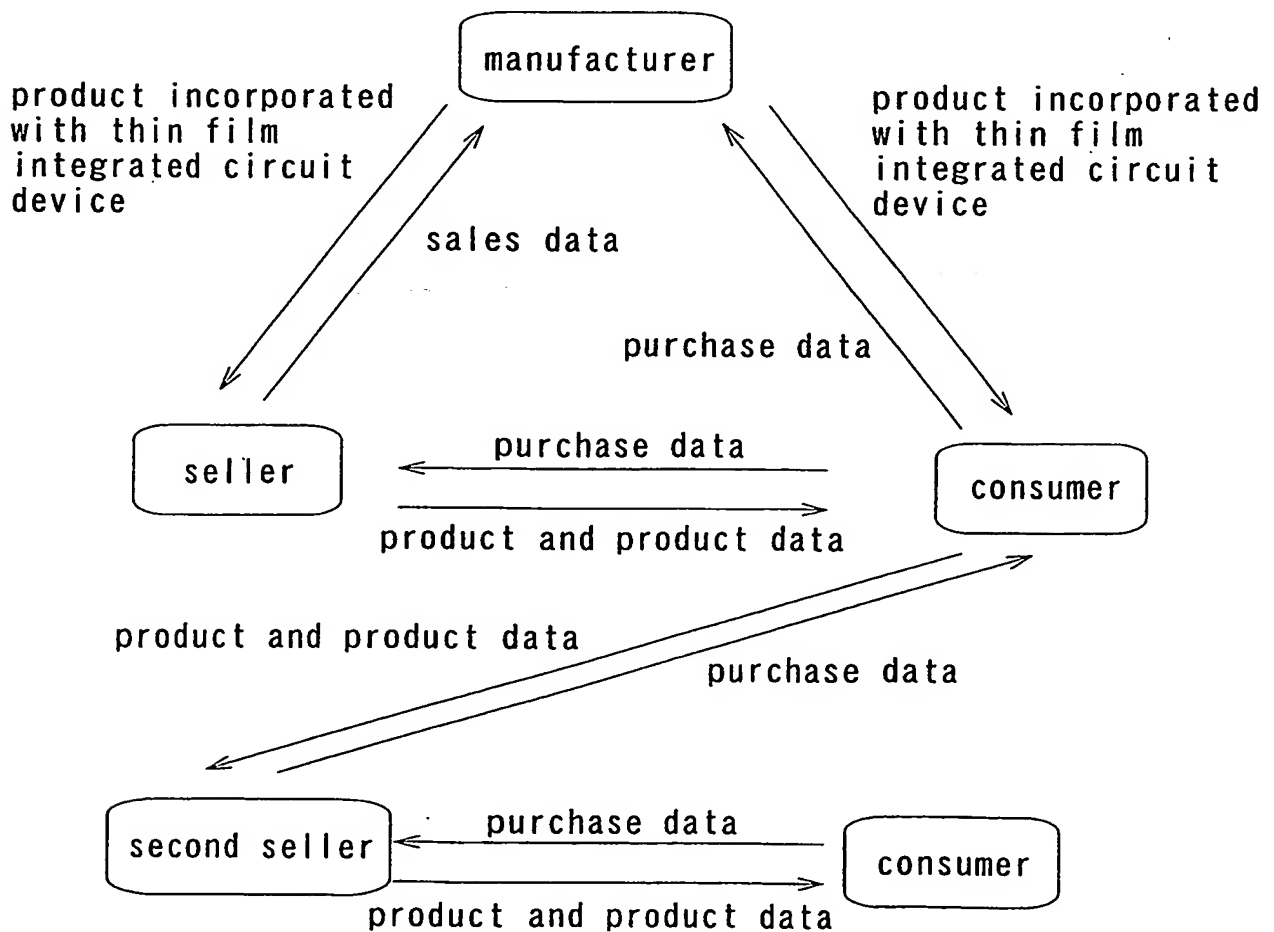 manufacturer
product incorporated
with thin film
integrated circuit
device
product incorporated
with thin film
integrated circuit
device
sales data
purchase data
seller
purchase data
consumer
product and product data
product and product data
purchase data
second seller
purchase data
consumer
product and product data